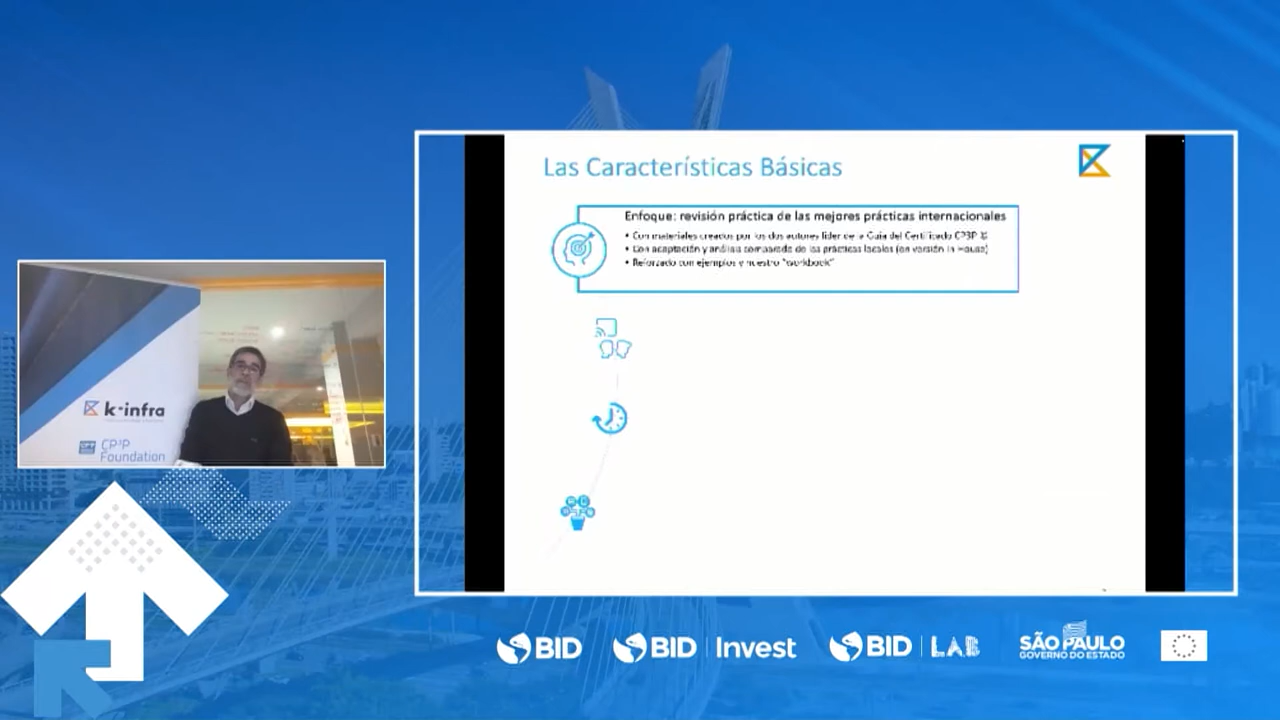 Las Características Básicas
Enfoque: revisión práctica de las mejores prácticas internacionales
• Con materiales creados por los dos autores líder de la Guía del Certificado CP3P
• Con adaptación y análisis comparado de las prácticas locales (en versión In House)
• Reforzado con ejemplos y nuestro "workbook"
k-infra
CP³P
Foundation
BID
BID | Invest
BID | LAB
SÃO PAULO
GOVERNO DO ESTADO